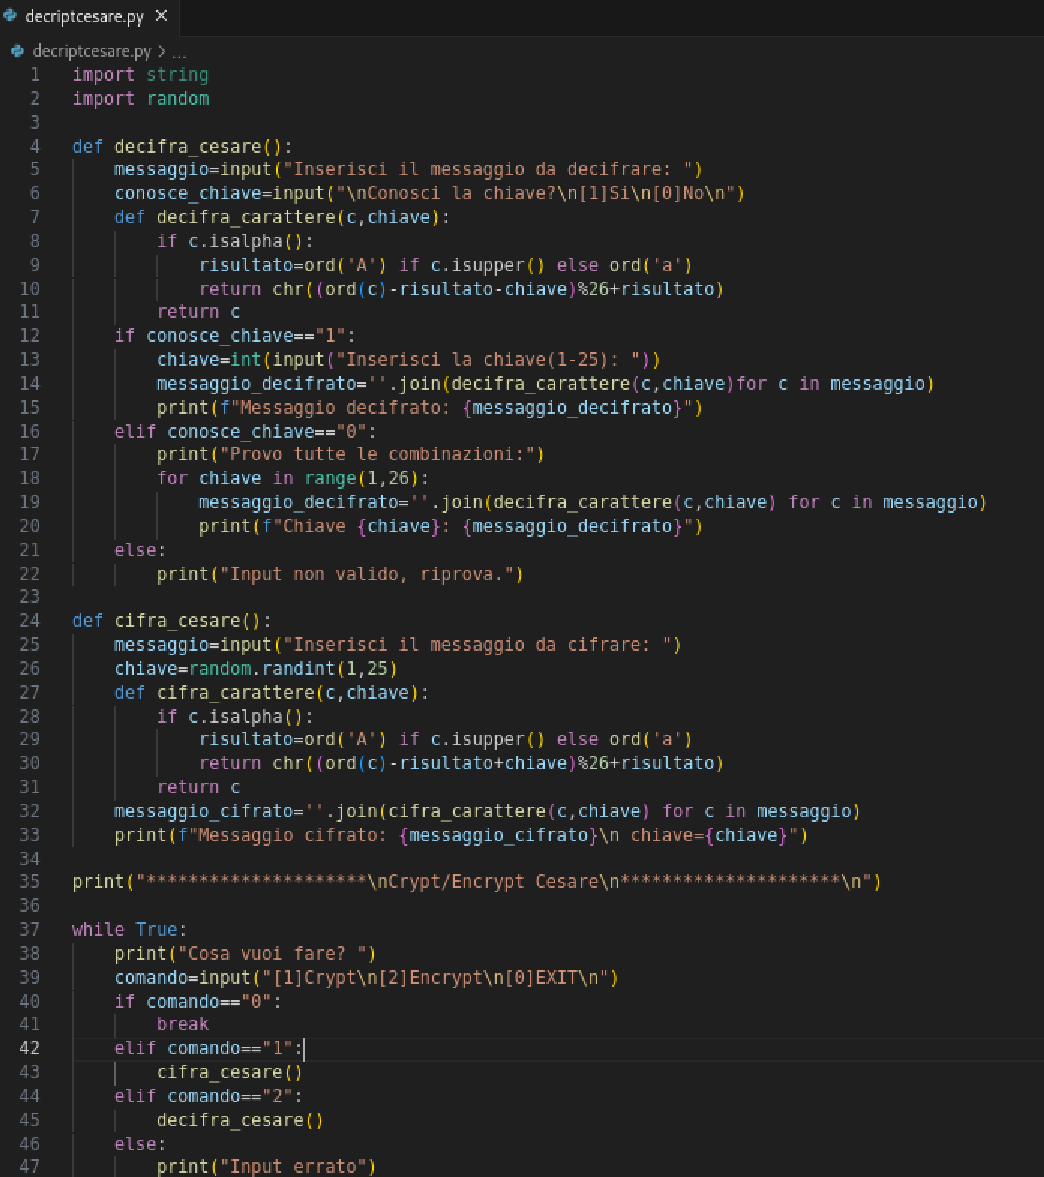 decriptcesare.py ×
decriptcesare.py > ...
1 import string
2 import random
3
4 def decifra_cesare():
5     messaggio=input("Inserisci il messaggio da decifrare: ")
6     conosce_chiave=input("\nConosci la chiave?\n[1]Si\n[0]No\n")
7     def decifra_carattere(c,chiave):
8         if c.isalpha():
9             risultato=ord('A') if c.isupper() else ord('a')
10             return chr((ord(c)-risultato-chiave)%26+risultato)
11         return c
12     if conosce_chiave=="1":
13         chiave=int(input("Inserisci la chiave(1-25): "))
14         messaggio_decifrato=''.join(decifra_carattere(c,chiave)for c in messaggio)
15         print(f"Messaggio decifrato: {messaggio_decifrato}")
16     elif conosce_chiave=="0":
17         print("Provo tutte le combinazioni:")
18         for chiave in range(1,26):
19             messaggio_decifrato=''.join(decifra_carattere(c,chiave) for c in messaggio)
20             print(f"Chiave {chiave}: {messaggio_decifrato}")
21     else:
22         print("Input non valido, riprova.")
23
24 def cifra_cesare():
25     messaggio=input("Inserisci il messaggio da cifrare: ")
26     chiave=random.randint(1,25)
27     def cifra_carattere(c,chiave):
28         if c.isalpha():
29             risultato=ord('A') if c.isupper() else ord('a')
30             return chr((ord(c)-risultato+chiave)%26+risultato)
31         return c
32     messaggio_cifrato=''.join(cifra_carattere(c,chiave) for c in messaggio)
33     print(f"Messaggio cifrato: {messaggio_cifrato}\n chiave={chiave}")
34
35 print("*********************\nCrypt/Encrypt Cesare\n*********************\n")
36
37 while True:
38     print("Cosa vuoi fare? ")
39     comando=input("[1]Crypt\n[2]Encrypt\n[0]EXIT\n")
40     if comando=="0":
41         break
42     elif comando=="1":
43         cifra_cesare()
44     elif comando=="2":
45         decifra_cesare()
46     else:
47         print("Input errato")